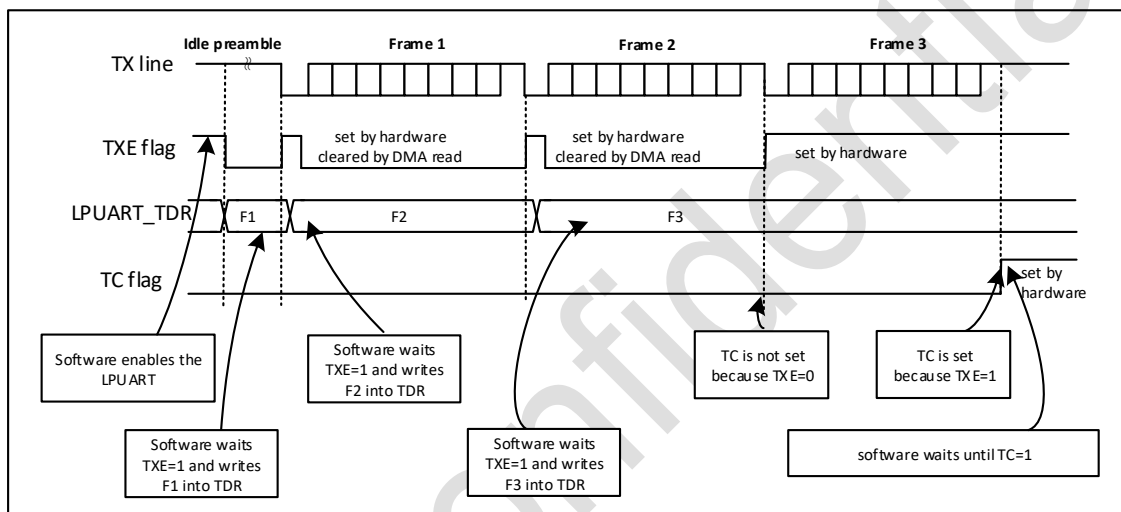 Idle preamble
Frame 1
Frame 2
Frame 3
TX line
TXE flag
set by hardware
cleared by DMA read
set by hardware
cleared by DMA read
set by hardware
LPUART_TDR
F1
F2
F3
TC flag
set by
hardware
Software enables the
LPUART
Software waits
TXE=1 and writes
F2 into TDR
TC is not set
because TXE=0
TC is set
because TXE=1
Software waits
TXE=1 and writes
F1 into TDR
Software waits
TXE=1 and writes
F3 into TDR
software waits until TC=1